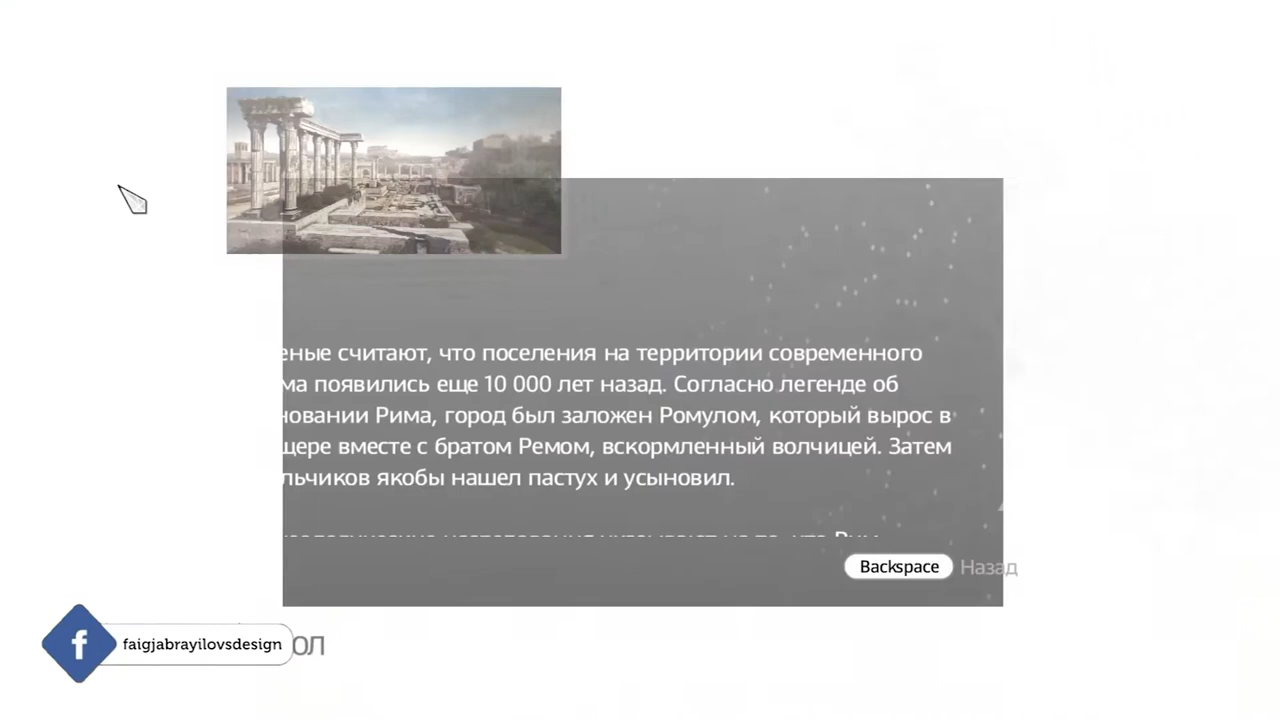 еные считают, что поселения на территории современного
ма появились еще 10 000 лет назад. Согласно легенде об
новании Рима, город был заложен Ромулом, который вырос в
щере вместе с братом Ремом, вскормленный волчицей. Затем
льчиков якобы нашел пастух и усыновил.
Backspace Назад
faigjabrayilovsdesign
ОЛ